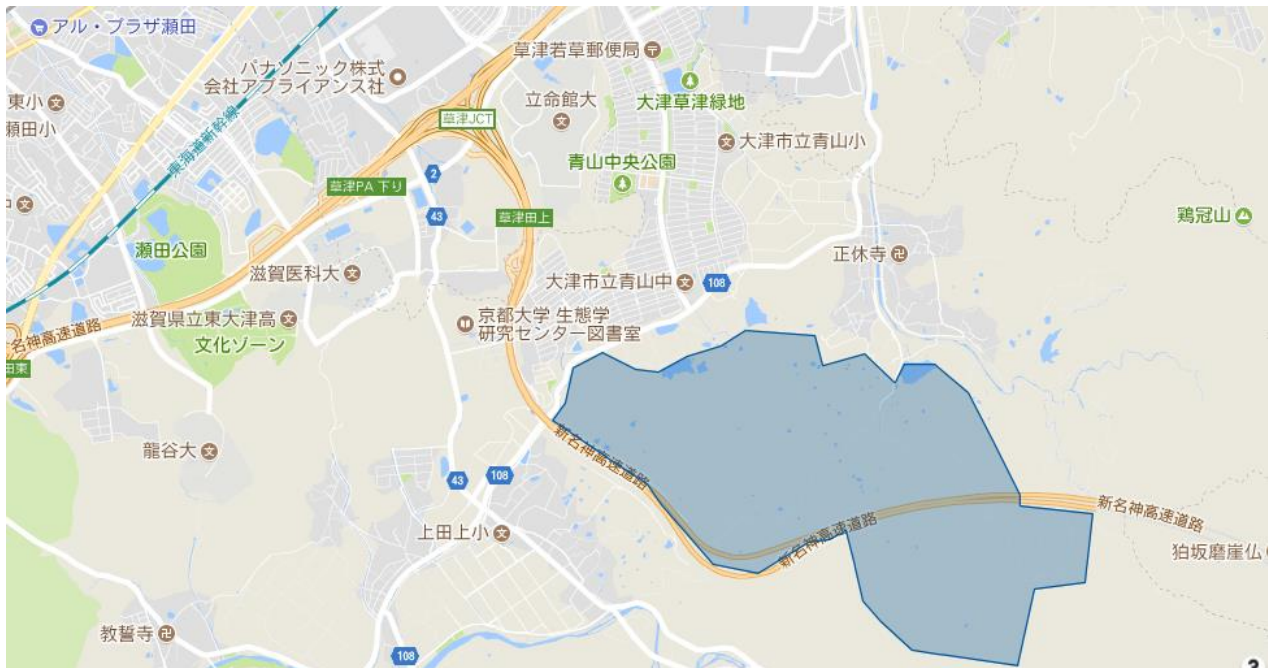 アル・プラザ瀬田
草津若草郵便局
パナソニック株式
会社アプライアンス社
立命館大
大津草津緑地
東小
瀬田小
草津JCT
大津市立青山小
青山中央公園
2
草津PA 下り
43
草津田上
鶏冠山
瀬田公園
正休寺
滋賀医科大
大津市立青山中
108
滋賀県立東大津高
京都大学 生態学
研究センター図書室
名神高速道路
文化ゾーン
田東
龍谷大
新名神高速道路
43
108
上田上小
新名神高速道路
新名神高速道路
狛坂磨崖仏
教誓寺
108
3